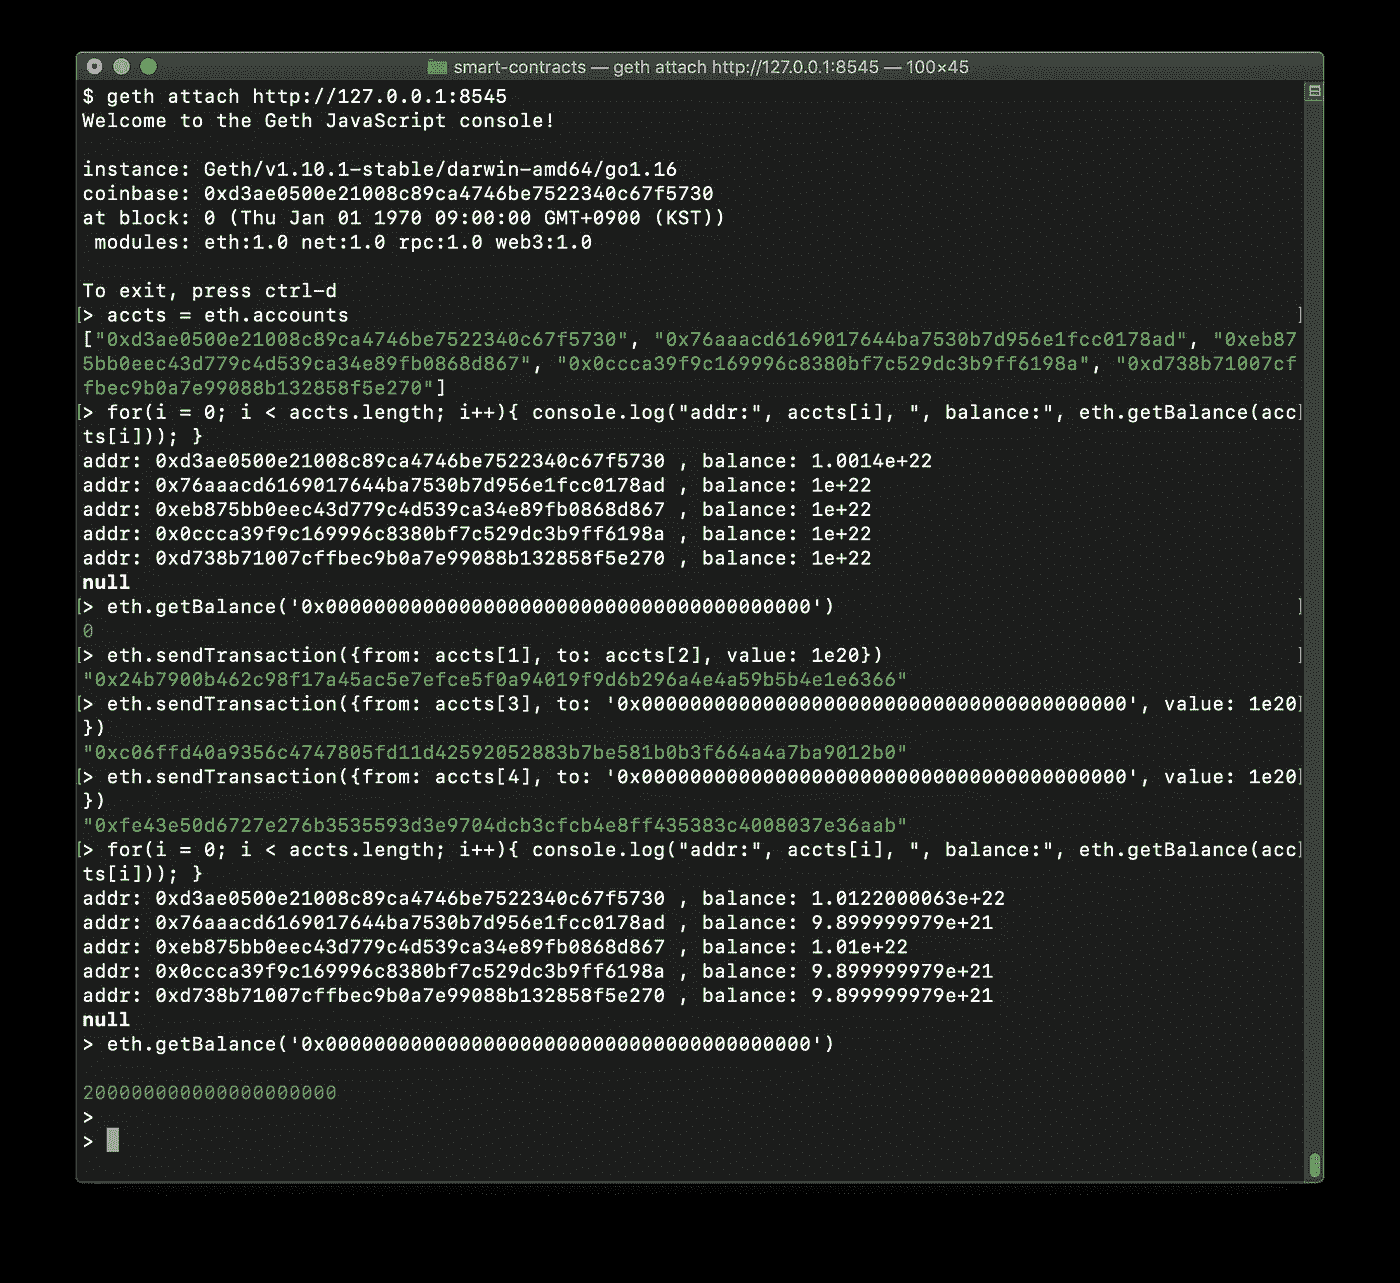 smart-contracts — geth attach http://127.0.0.1:8545 — 100×45
$ geth attach http://127.0.0.1:8545
Welcome to the Geth JavaScript console!
instance: Geth/v1.10.1-stable/darwin-amd64/go1.16
coinbase: 0xd3ae0500e21008c89ca4746be7522340c67f5730
at block: 0 (Thu Jan 01 1970 09:00:00 GMT+0900 (KST))
 modules: eth:1.0 net:1.0 rpc:1.0 web3:1.0
To exit, press ctrl-d
[> accts = eth.accounts ]
["0xd3ae0500e21008c89ca4746be7522340c67f5730", "0x76aaacd6169017644ba7530b7d956e1fcc0178ad", "0xeb87
5bb0eec43d779c4d539ca34e89fb0868d867", "0x0ccca39f9c169996c8380bf7c529dc3b9ff6198a", "0xd738b71007cf
fbec9b0a7e99088b132858f5e270"]
[> for(i = 0; i < accts.length; i++){ console.log("addr:", accts[i], ", balance:", eth.getBalance(acc]
ts[i])); }
addr: 0xd3ae0500e21008c89ca4746be7522340c67f5730 , balance: 1.0014e+22
addr: 0x76aaacd6169017644ba7530b7d956e1fcc0178ad , balance: 1e+22
addr: 0xeb875bb0eec43d779c4d539ca34e89fb0868d867 , balance: 1e+22
addr: 0x0ccca39f9c169996c8380bf7c529dc3b9ff6198a , balance: 1e+22
addr: 0xd738b71007cffbec9b0a7e99088b132858f5e270 , balance: 1e+22
null
[> eth.getBalance('0x0000000000000000000000000000000000000000') ]
0
[> eth.sendTransaction({from: accts[1], to: accts[2], value: 1e20}) ]
"0x24b7900b462c98f17a45ac5e7efce5f0a94019f9d6b296a4e4a59b5b4e1e6366"
[> eth.sendTransaction({from: accts[3], to: '0x0000000000000000000000000000000000000000', value: 1e20]
})
"0xc06ffd40a9356c4747805fd11d42592052883b7be581b0b3f664a4a7ba9012b0"
[> eth.sendTransaction({from: accts[4], to: '0x0000000000000000000000000000000000000000', value: 1e20]
})
"0xfe43e50d6727e276b3535593d3e9704dcb3cfcb4e8ff435383c4008037e36aab"
[> for(i = 0; i < accts.length; i++){ console.log("addr:", accts[i], ", balance:", eth.getBalance(acc]
ts[i])); }
addr: 0xd3ae0500e21008c89ca4746be7522340c67f5730 , balance: 1.0122000063e+22
addr: 0x76aaacd6169017644ba7530b7d956e1fcc0178ad , balance: 9.899999979e+21
addr: 0xeb875bb0eec43d779c4d539ca34e89fb0868d867 , balance: 1.01e+22
addr: 0x0ccca39f9c169996c8380bf7c529dc3b9ff6198a , balance: 9.899999979e+21
addr: 0xd738b71007cffbec9b0a7e99088b132858f5e270 , balance: 9.899999979e+21
null
> eth.getBalance('0x0000000000000000000000000000000000000000')
200000000000000000000
>
>